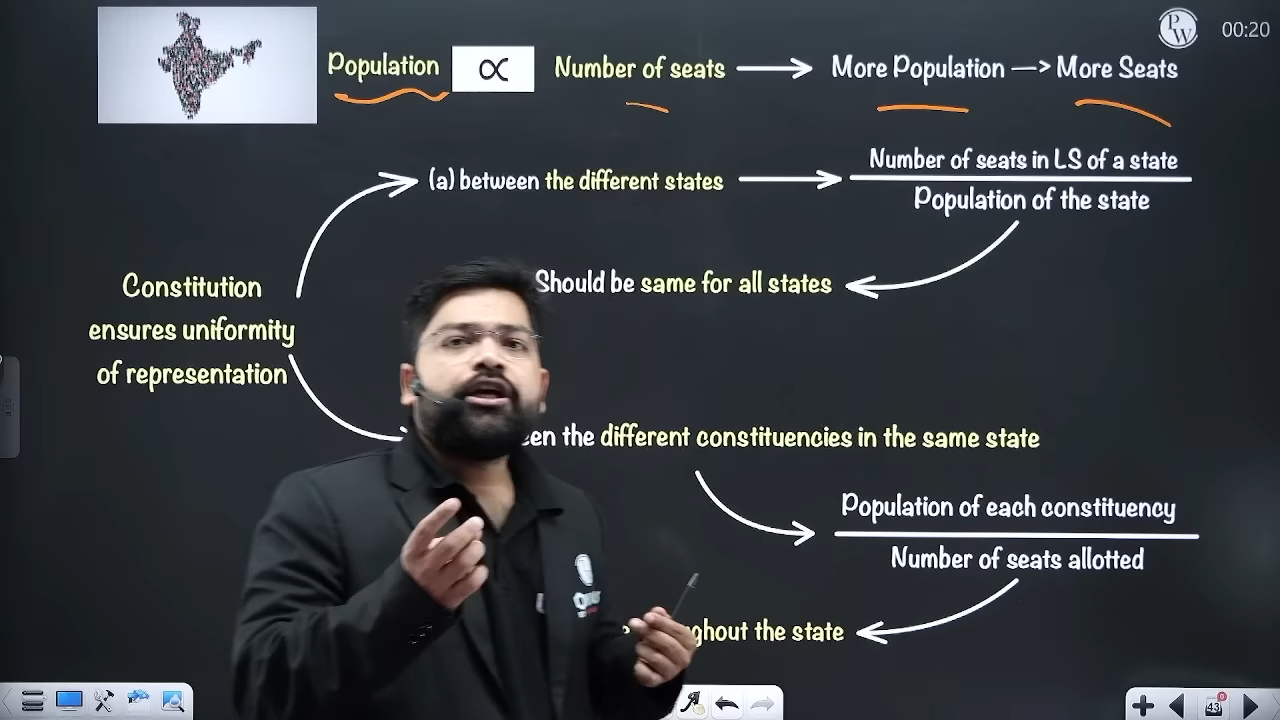 Population ∝ Number of seats → More Population —> More Seats
PW
00:20
(a) between the different states →
Number of seats in LS of a state
Population of the state
Should be same for all states
Constitution
ensures uniformity
of representation
the different constituencies in the same state
Population of each constituency
Number of seats allotted
the state
43